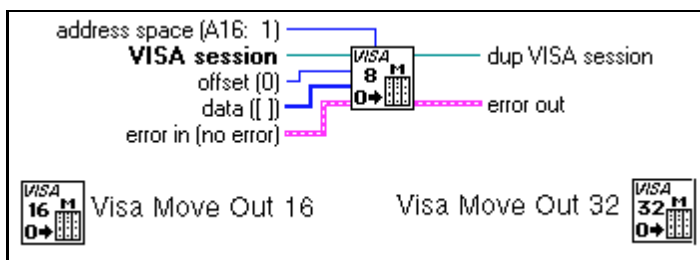 address space (A16: 1)
VISA session
offset (0)
data ([ ])
error in (no error)
VISA
8 M
0
dup VISA session
error out
VISA
16 M
0
Visa Move Out 16
Visa Move Out 32
VISA
32 M
0